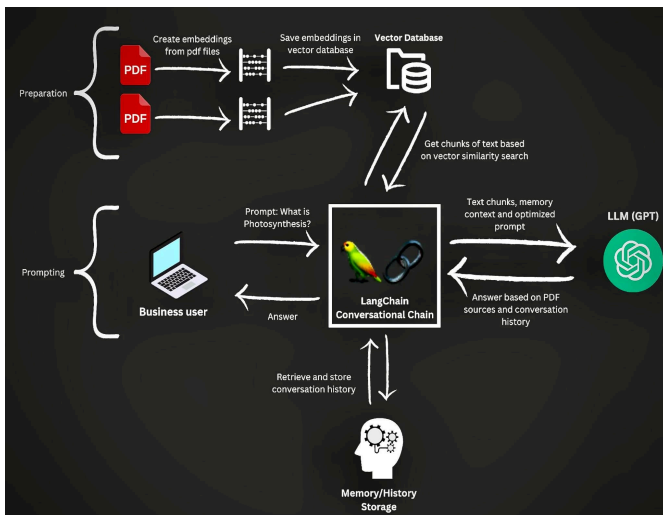 Create embeddings
from pdf files
Save embeddings in
vector database
Vector Database
PDF
Preparation
PDF
Get chunks of text based
on vector similarity search
Prompt: What is
Photosynthesis?
Text chunks, memory
context and optimized
prompt
LLM (GPT)
Prompting
Business user
Answer
LangChain
Conversational Chain
Answer based on PDF
sources and conversation
history
Retrieve and store
conversation history
Memory/History
Storage